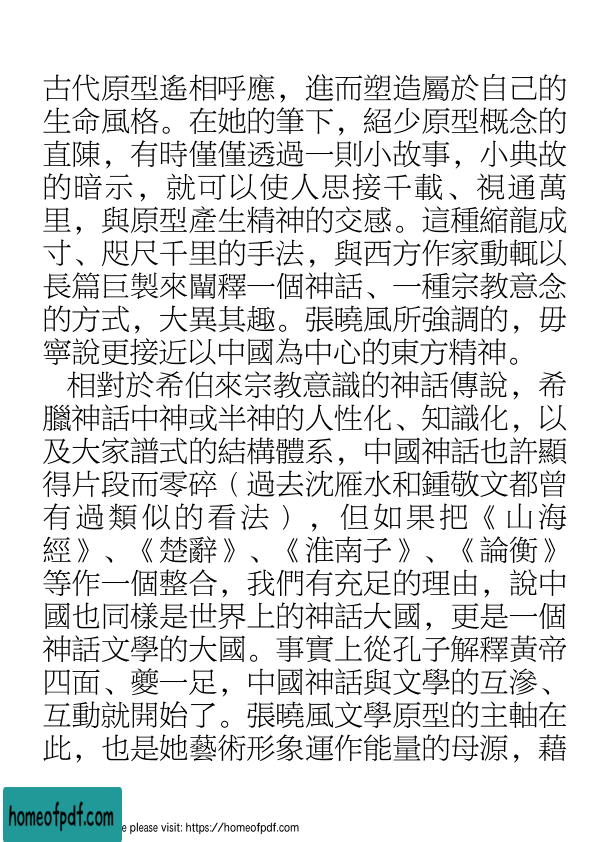 古代原型遙相呼應，進而塑造屬於自己的
生命風格。在她的筆下，絕少原型概念的
直陳，有時僅僅透過一則小故事，小典故
的暗示，就可以使人思接千載、視通萬
里，與原型產生精神的交感。這種縮龍成
寸、咫尺千里的手法，與西方作家動輒以
長篇巨製來闡釋一個神話、一種宗教意念
的方式，大異其趣。張曉風所強調的，毋
寧說更接近以中國為中心的東方精神。
相對於希伯來宗教意識的神話傳說，希
臘神話中神或半神的人性化、知識化，以
及大家譜式的結構體系，中國神話也許顯
得片段而零碎（過去沈雁水和鍾敬文都曾
有過類似的看法），但如果把《山海
經》、《楚辭》、《淮南子》、《論衡》
等作一個整合，我們有充足的理由，說中
國也同樣是世界上的神話大國，更是一個
神話文學的大國。事實上從孔子解釋黃帝
四面、夔一足，中國神話與文學的互滲、
互動就開始了。張曉風文學原型的主軸在
此，也是她藝術形象運作能量的母源，藉
homeofpdf.com
e please visit: https://homeofpdf.com